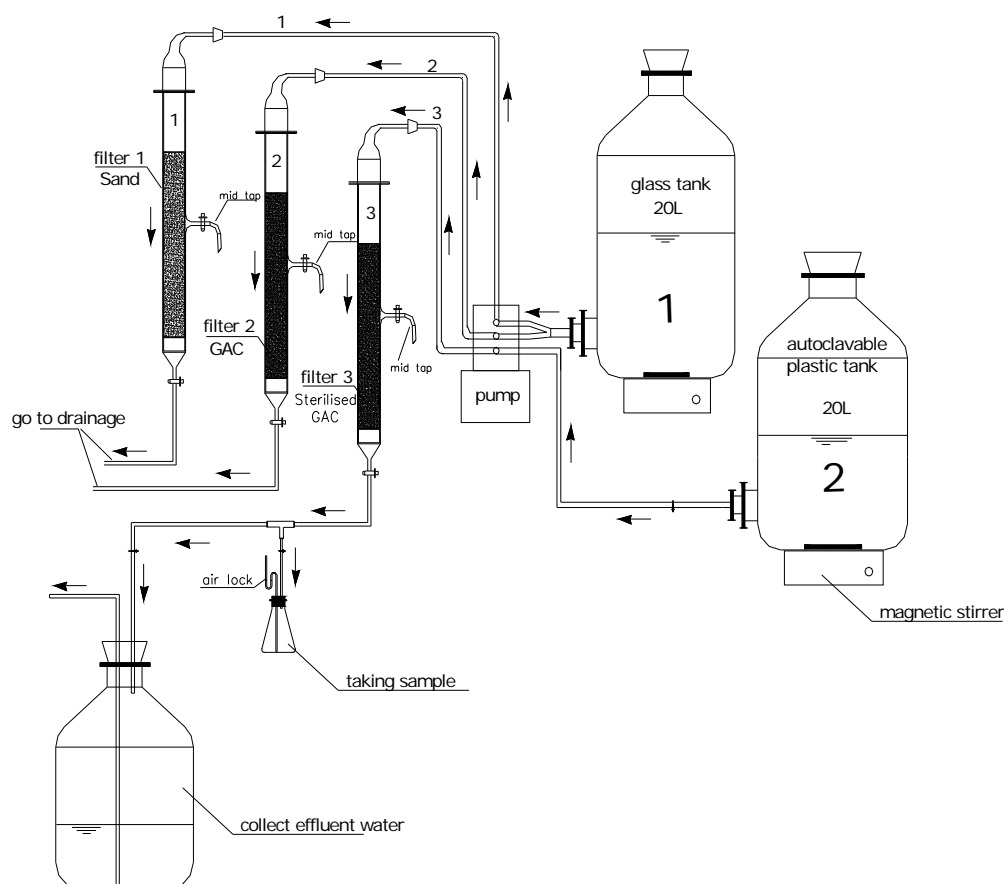 1
2
3
1
filter 1
Sand
mid tap
2
mid tap
filter 2
GAC
3
mid tap
filter 3
Sterilised
GAC
go to drainage
pump
glass tank
20L
1
autoclavable
plastic tank
20L
2
magnetic stirrer
air lock
taking sample
collect effluent water